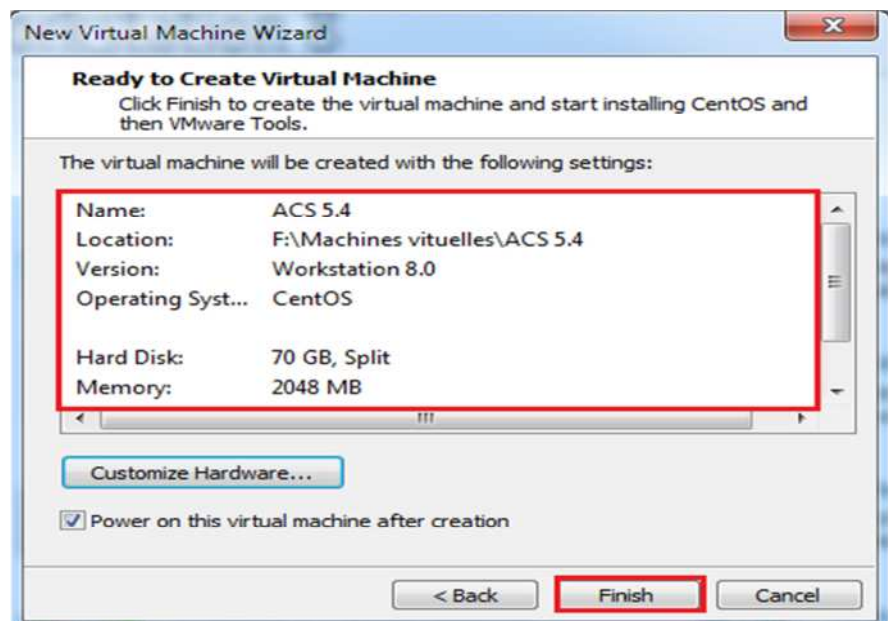 New Virtual Machine Wizard
Ready to Create Virtual Machine
Click Finish to create the virtual machine and start installing CentOS and
then VMware Tools.
The virtual machine will be created with the following settings:
Name: ACS 5.4
Location: F:\Machines vituelles\ACS 5.4
Version: Workstation 8.0
Operating Syst... CentOS
Hard Disk: 70 GB, Split
Memory: 2048 MB
Customize Hardware...
Power on this virtual machine after creation
< Back Finish Cancel